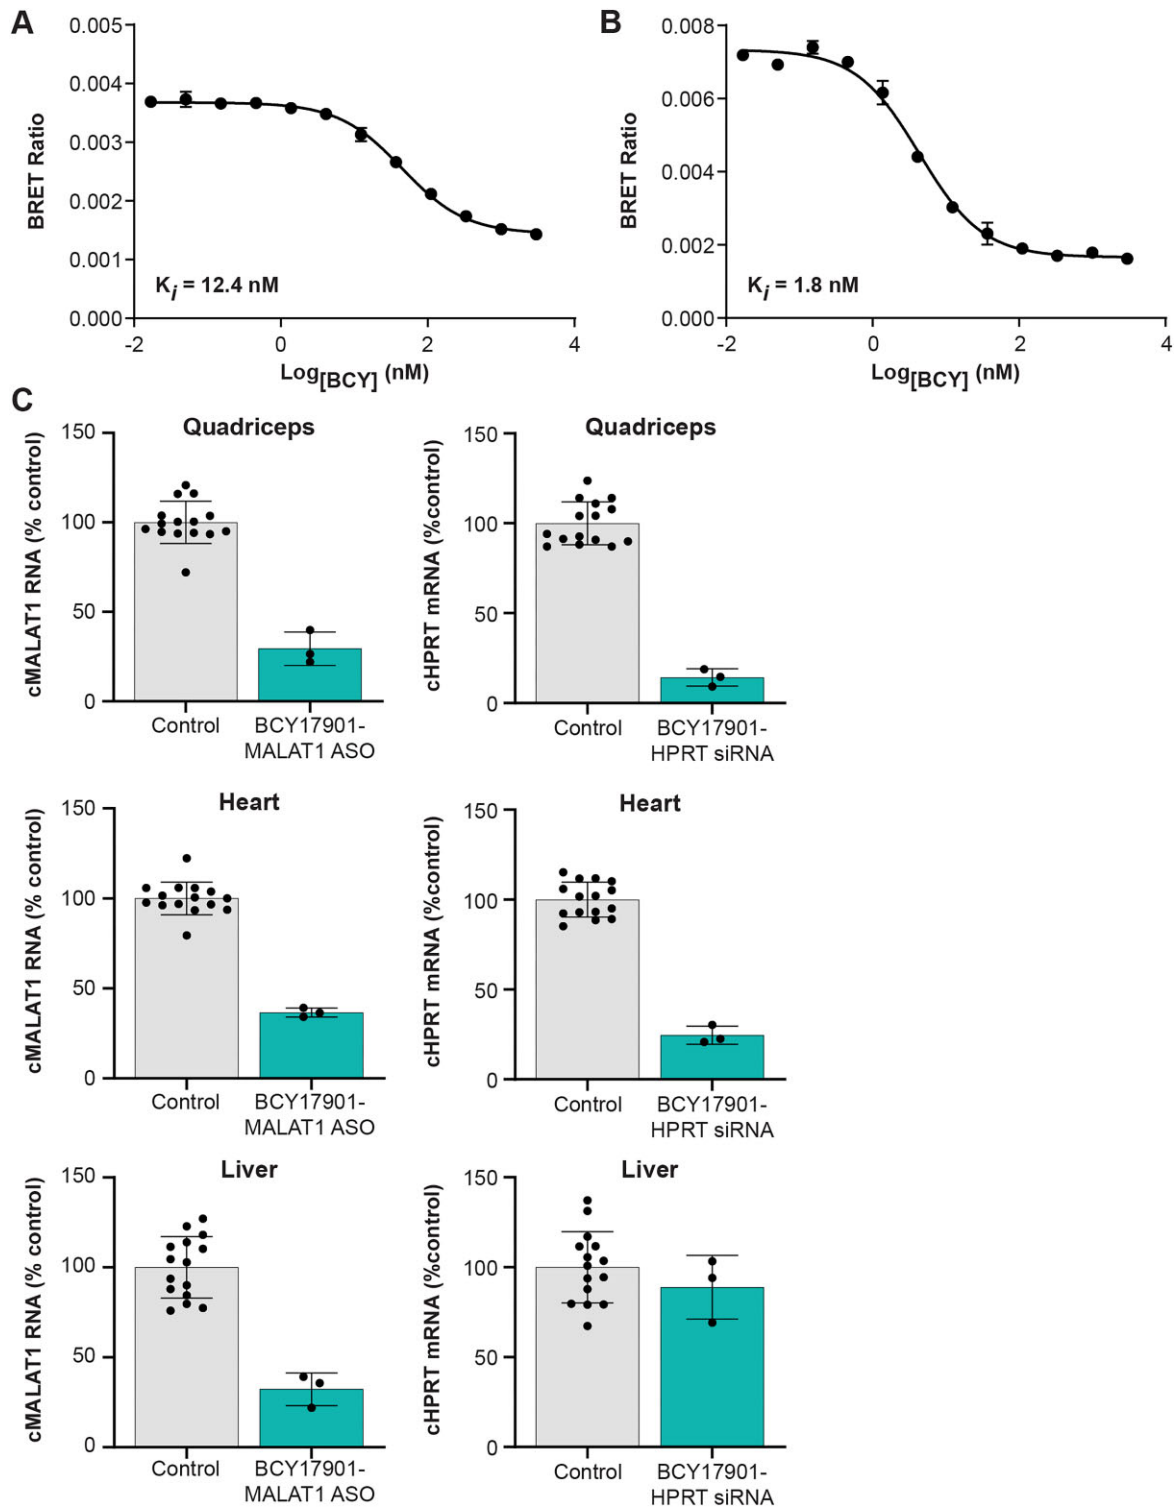 A
BRET Ratio
0.005
0.004
0.003
0.002
0.001
0.000
Ki = 12.4 nM
-2
0
2
4
Log[BCY] (nM)
B
BRET Ratio
0.008
0.006
0.004
0.002
0.000
Ki = 1.8 nM
-2
0
2
4
Log[BCY] (nM)
C
Quadriceps
cMALAT1 RNA (% control)
150
100
50
0
Control
BCY17901-
MALAT1 ASO
Quadriceps
cHPRT mRNA (%control)
150
100
50
0
Control
BCY17901-
HPRT siRNA
Heart
cMALAT1 RNA (% control)
150
100
50
0
Control
BCY17901-
MALAT1 ASO
Heart
cHPRT mRNA (%control)
150
100
50
0
Control
BCY17901-
HPRT siRNA
Liver
cMALAT1 RNA (% control)
150
100
50
0
Control
BCY17901-
MALAT1 ASO
Liver
cHPRT mRNA (%control)
150
100
50
0
Control
BCY17901-
HPRT siRNA